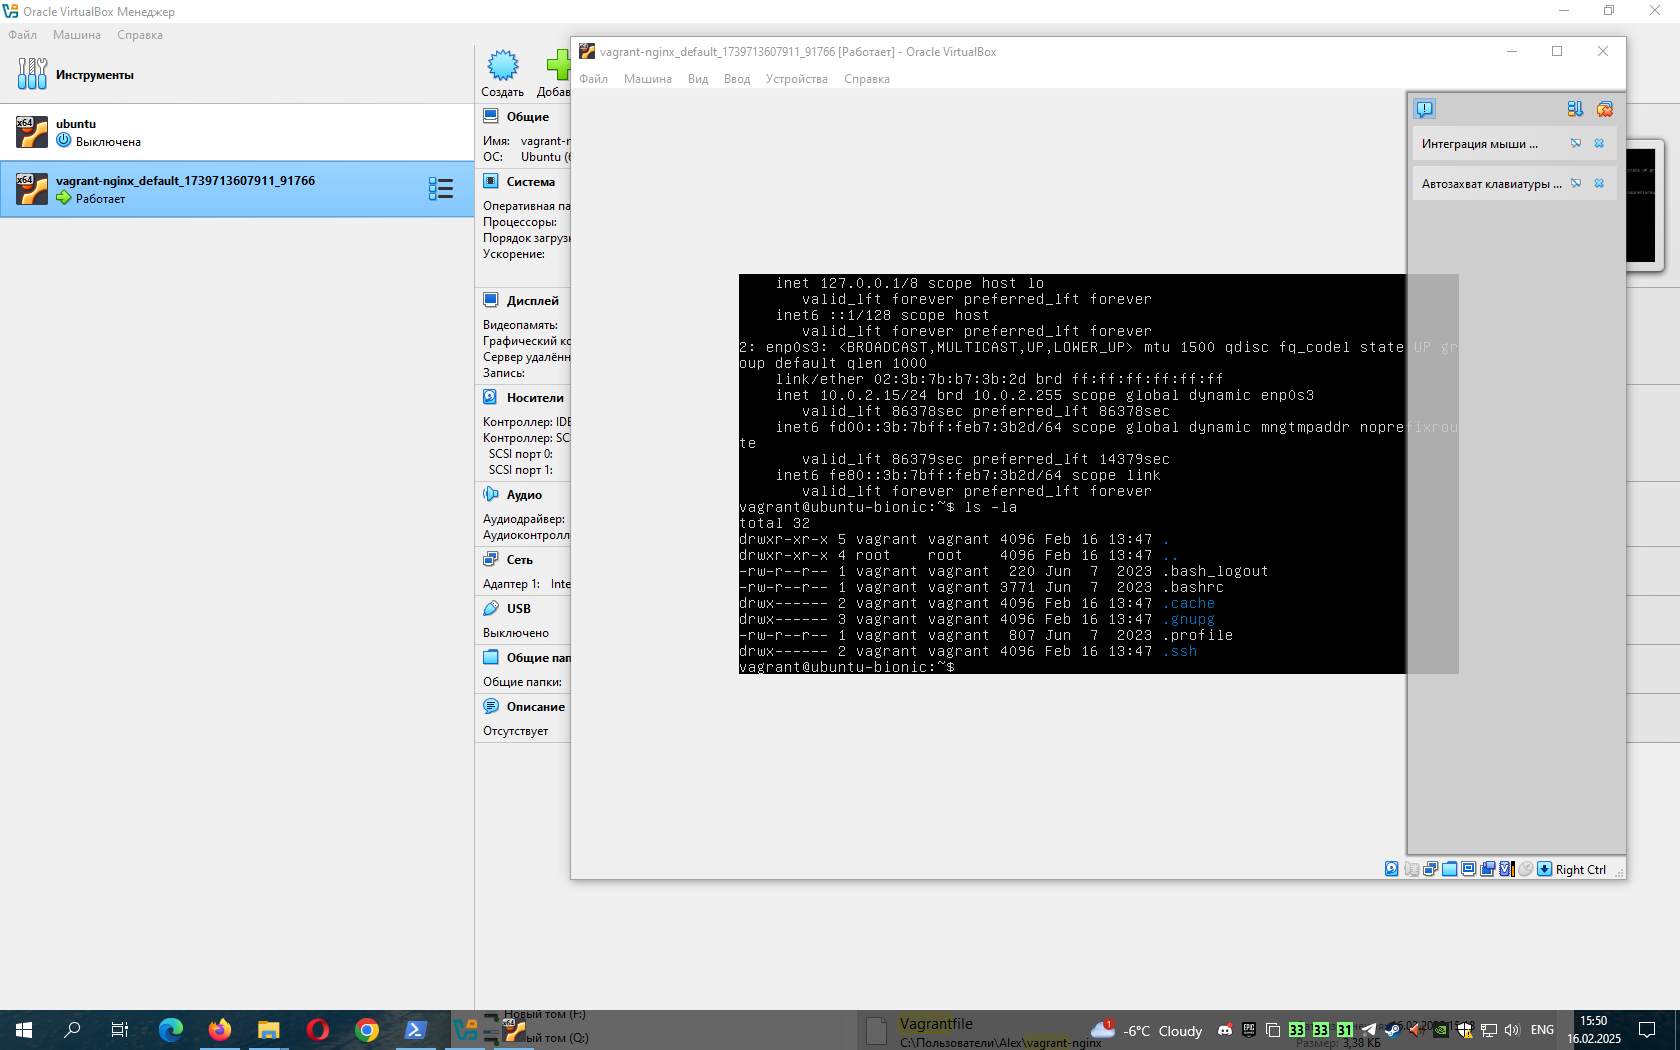 Oracle VirtualBox Менеджер
Файл Машина Справка
Инструменты
ubuntu
Выключена
vagrant-nginx_default_1739713607911_91766
Работает
Создать Добав
Общие
Имя: vagrant-n
ОС: Ubuntu (6
Система
Оперативная па
Процессоры:
Порядок загрузк
Ускорение:
Дисплей
Видеопамять:
Графический ко
Сервер удалённ
Запись:
Носители
Контроллер: IDE
Контроллер: SC
SCSI порт 0:
SCSI порт 1:
Аудио
Аудиодрайвер:
Аудиоконтролл
Сеть
Адаптер 1: Inte
USB
Выключено
Общие пап
Общие папки:
Описание
Отсутствует
vagrant-nginx_default_1739713607911_91766 [Работает] - Oracle VirtualBox
Файл Машина Вид Ввод Устройства Справка
Интеграция мыши ...
Автозахват клавиатуры ...
inet 127.0.0.1/8 scope host lo
valid_lft forever preferred_lft forever
inet6 ::1/128 scope host
valid_lft forever preferred_lft forever
2: enp0s3: <BROADCAST,MULTICAST,UP,LOWER_UP> mtu 1500 qdisc fq_codel state UP gr
oup default qlen 1000
link/ether 02:3b:7b:b7:3b:2d brd ff:ff:ff:ff:ff:ff
inet 10.0.2.15/24 brd 10.0.2.255 scope global dynamic enp0s3
valid_lft 86378sec preferred_lft 86378sec
inet6 fd00::3b:7bff:feb7:3b2d/64 scope global dynamic mngtmpaddr noprefixrou
te
valid_lft 86379sec preferred_lft 14379sec
inet6 fe80::3b:7bff:feb7:3b2d/64 scope link
valid_lft forever preferred_lft forever
vagrant@ubuntu-bionic:~$ ls -la
total 32
drwxr-xr-x 5 vagrant vagrant 4096 Feb 16 13:47 .
drwxr-xr-x 4 root root 4096 Feb 16 13:47 ..
-rw-r--r-- 1 vagrant vagrant 220 Jun 7 2023 .bash_logout
-rw-r--r-- 1 vagrant vagrant 3771 Jun 7 2023 .bashrc
drwx------ 2 vagrant vagrant 4096 Feb 16 13:47 .cache
drwx------ 3 vagrant vagrant 4096 Feb 16 13:47 .gnupg
-rw-r--r-- 1 vagrant vagrant 807 Jun 7 2023 .profile
drwx------ 2 vagrant vagrant 4096 Feb 16 13:47 .ssh
vagrant@ubuntu-bionic:~$
Right Ctrl
Новый том (F:)
ый том (Q:)
Vagrantfile
C:\Пользователи\Alex\vagrant-nginx
Размер: 3,38 КБ
-6°C Cloudy
33 33 31
ENG
15:50
16.02.2025